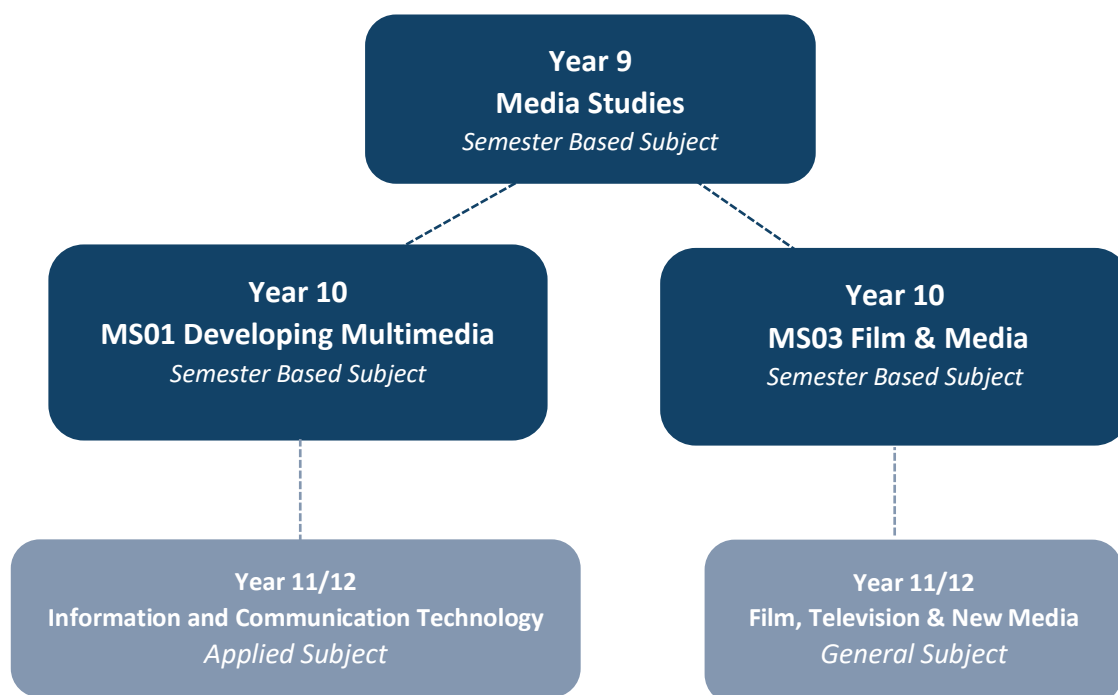 Year 9
Media Studies
Semester Based Subject
Year 10
MS01 Developing Multimedia
Semester Based Subject
Year 10
MS03 Film & Media
Semester Based Subject
Year 11/12
Information and Communication Technology
Applied Subject
Year 11/12
Film, Television & New Media
General Subject